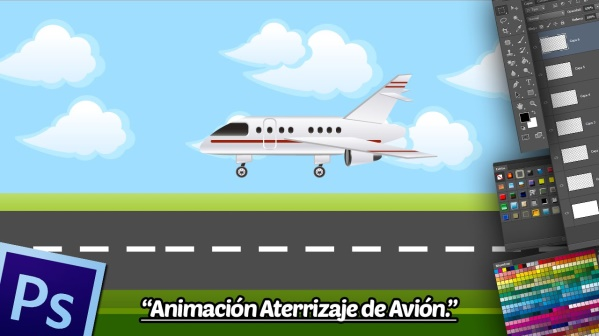 Ps
“Animación Aterrizaje de Avión.”